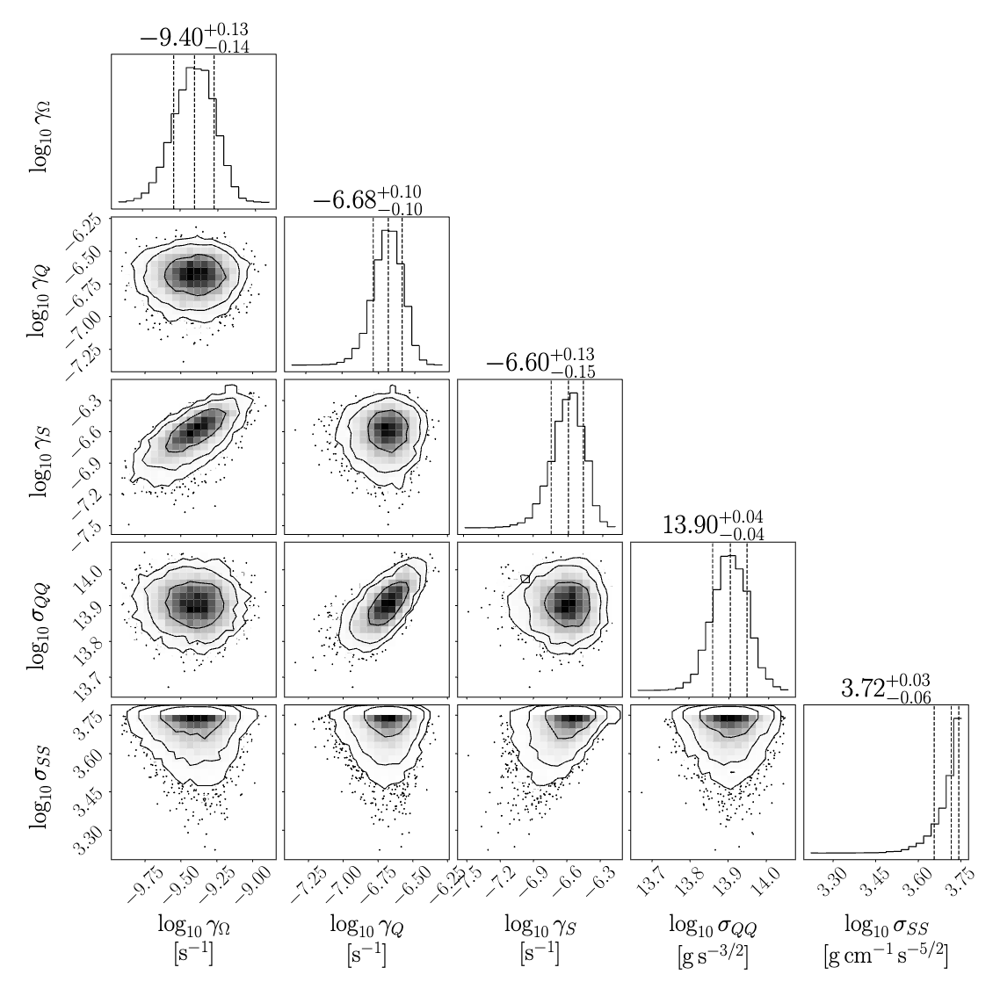 −9.40+0.13−0.14
log10 γΩ
−6.68+0.10−0.10
−6.25
−6.50
−6.75
−7.00
−7.25
log10 γQ
−6.60+0.13−0.15
−6.3
−6.6
−6.9
−7.2
−7.5
log10 γS
13.90+0.04−0.04
14.0
13.9
13.8
13.7
log10 σQQ
3.72+0.03−0.06
3.75
3.60
3.45
3.30
log10 σSS
−9.75 −9.50 −9.25 −9.00 −7.25 −7.00 −6.75 −6.50 −6.25 −7.5 −7.2 −6.9 −6.6 −6.3 13.7 13.8 13.9 14.0 3.30 3.45 3.60 3.75
log10 γΩ log10 γQ log10 γS log10 σQQ log10 σSS
[s−1] [s−1] [s−1] [g s−3/2] [g cm−1 s−5/2]